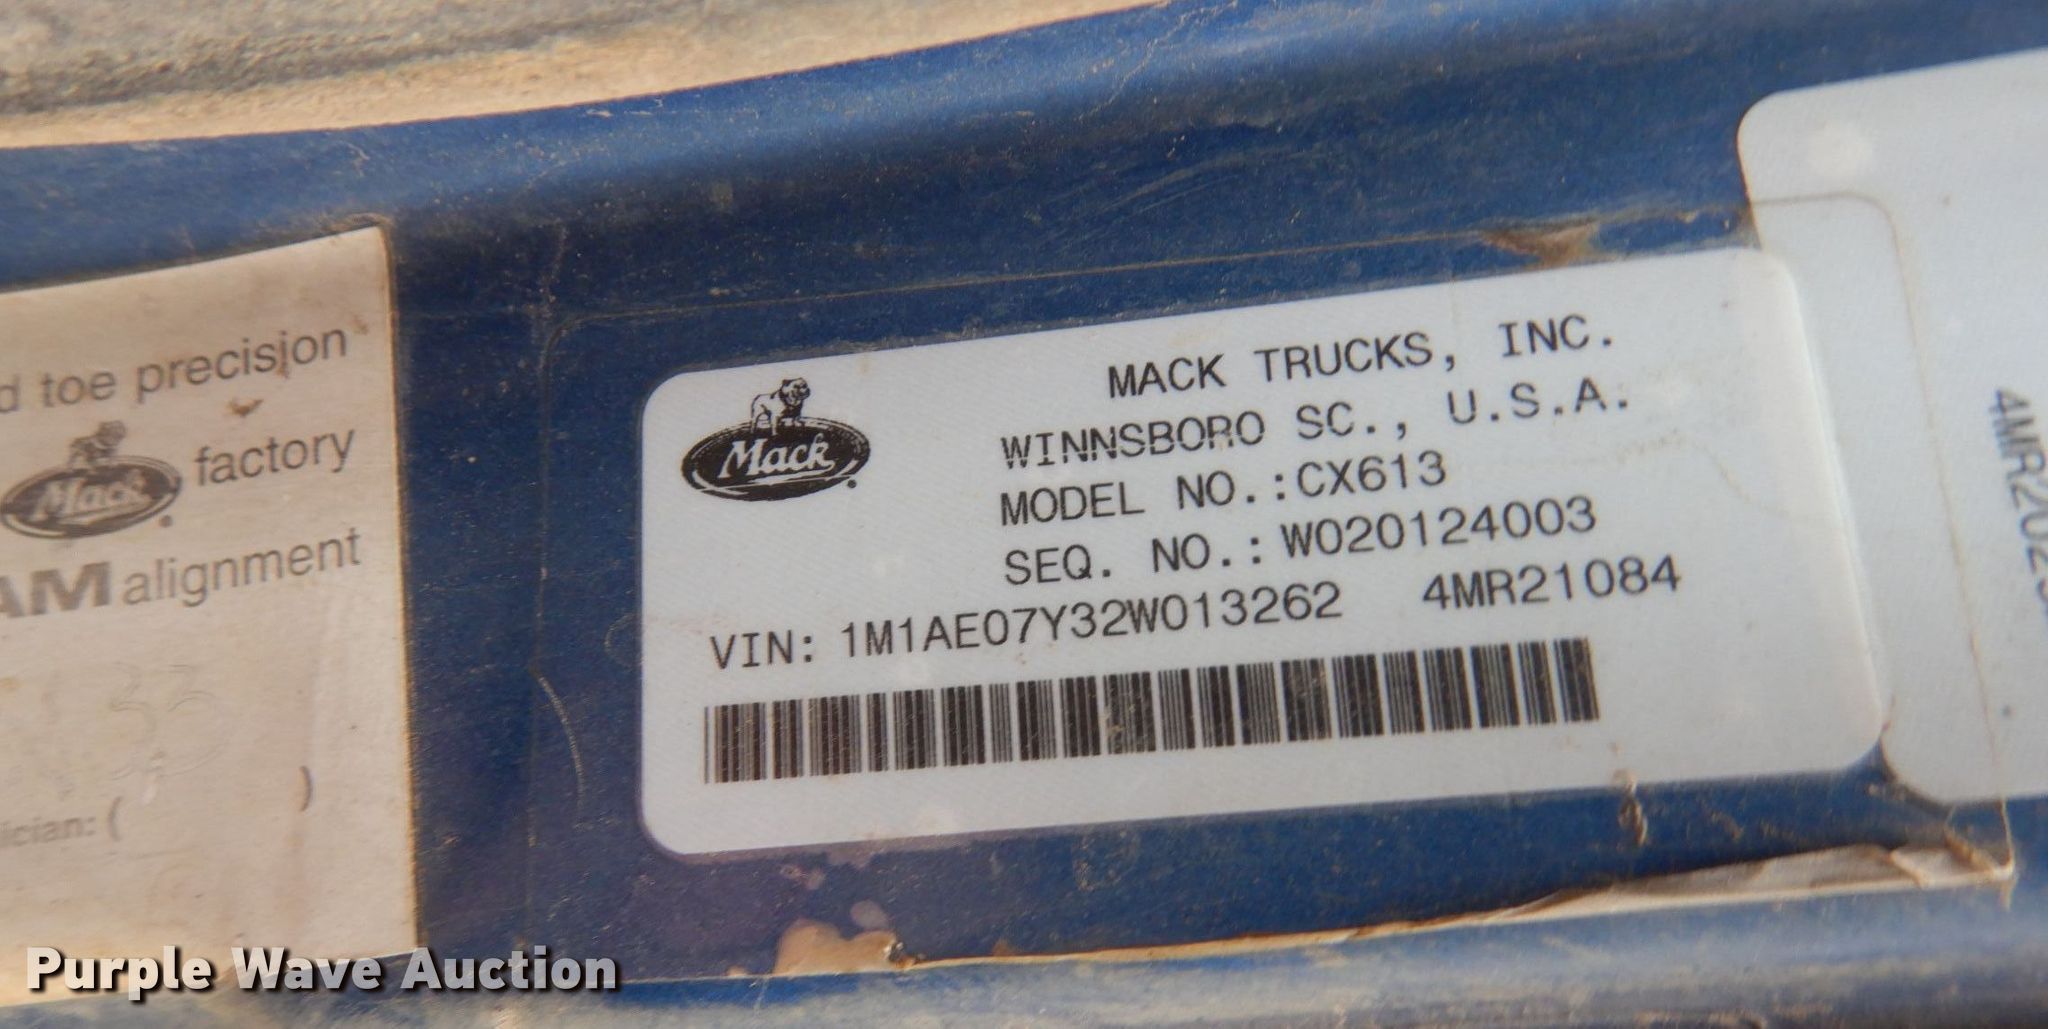 d toe precision
Mack factory
AM alignment
ician: ( )
Mack
MACK TRUCKS, INC.
WINNSBORO SC., U.S.A.
MODEL NO.:CX613
SEQ. NO.: W020124003
VIN: 1M1AE07Y32W013262 4MR21084
Purple Wave Auction